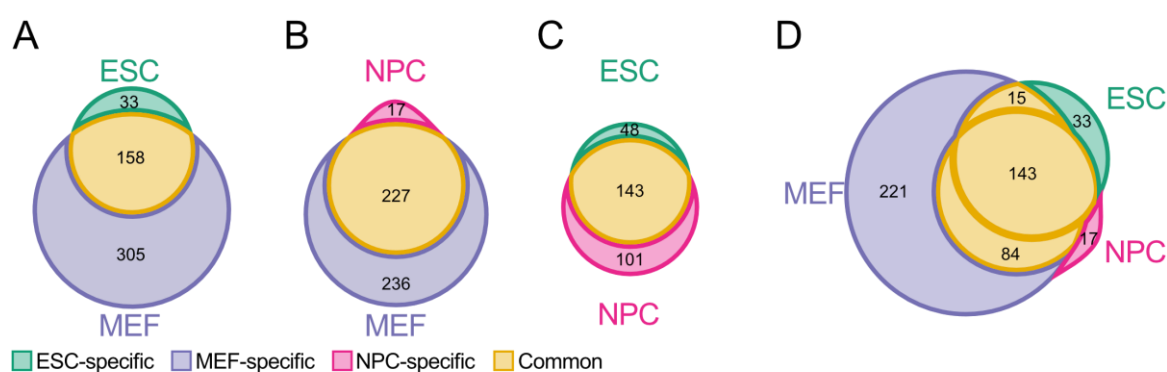 A
ESC
33
158
305
MEF
B
NPC
17
227
236
MEF
C
ESC
48
143
101
NPC
D
ESC
15
33
MEF
221
143
17
NPC
84
ESC-specific MEF-specific NPC-specific Common